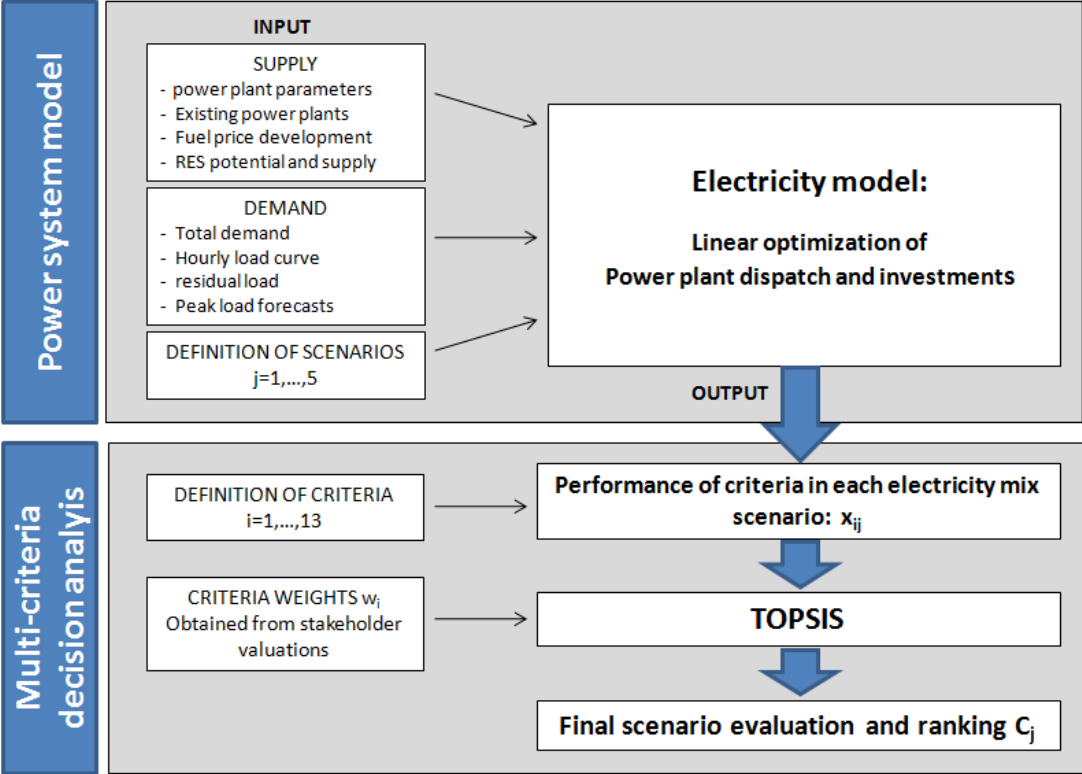 Power system model
INPUT
SUPPLY
- power plant parameters
- Existing power plants
- Fuel price development
- RES potential and supply
DEMAND
- Total demand
- Hourly load curve
- residual load
- Peak load forecasts
DEFINITION OF SCENARIOS
j=1,...,5
Electricity model:
Linear optimization of
Power plant dispatch and investments
OUTPUT
Multi-criteria
decision analyis
DEFINITION OF CRITERIA
i=1,...,13
CRITERIA WEIGHTS wi
Obtained from stakeholder
valuations
Performance of criteria in each electricity mix
scenario: xij
TOPSIS
Final scenario evaluation and ranking Cj